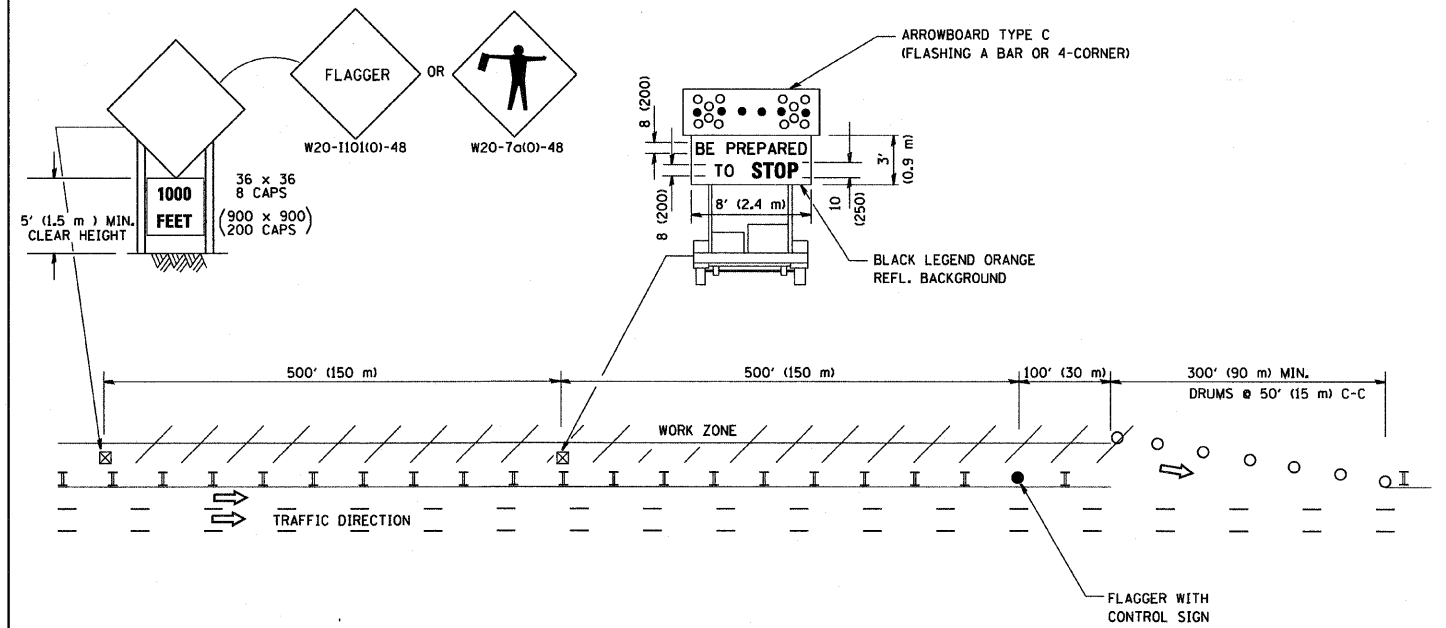 ARROWBOARD TYPE C
(FLASHING A BAR OR 4-CORNER)
FLAGGER
OR
W20-I101(O)-48
W20-7a(O)-48
8 (200)
BE PREPARED
TO STOP
3'
(0.9 m)
8 (200)
8' (2.4 m)
10
(250)
1000
FEET
36 x 36
8 CAPS
(900 x 900)
200 CAPS
5' (1.5 m ) MIN.
CLEAR HEIGHT
BLACK LEGEND ORANGE
REFL. BACKGROUND
500' (150 m)
500' (150 m)
100' (30 m)
300' (90 m) MIN.
DRUMS @ 50' (15 m) C-C
WORK ZONE
TRAFFIC DIRECTION
FLAGGER WITH
CONTROL SIGN